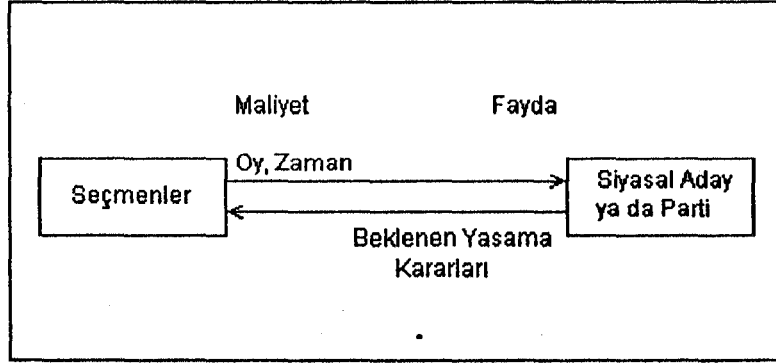 Maliyet Fayda
Oy, Zaman
Seçmenler
Siyasal Aday
ya da Parti
Beklenen Yasama
Kararları